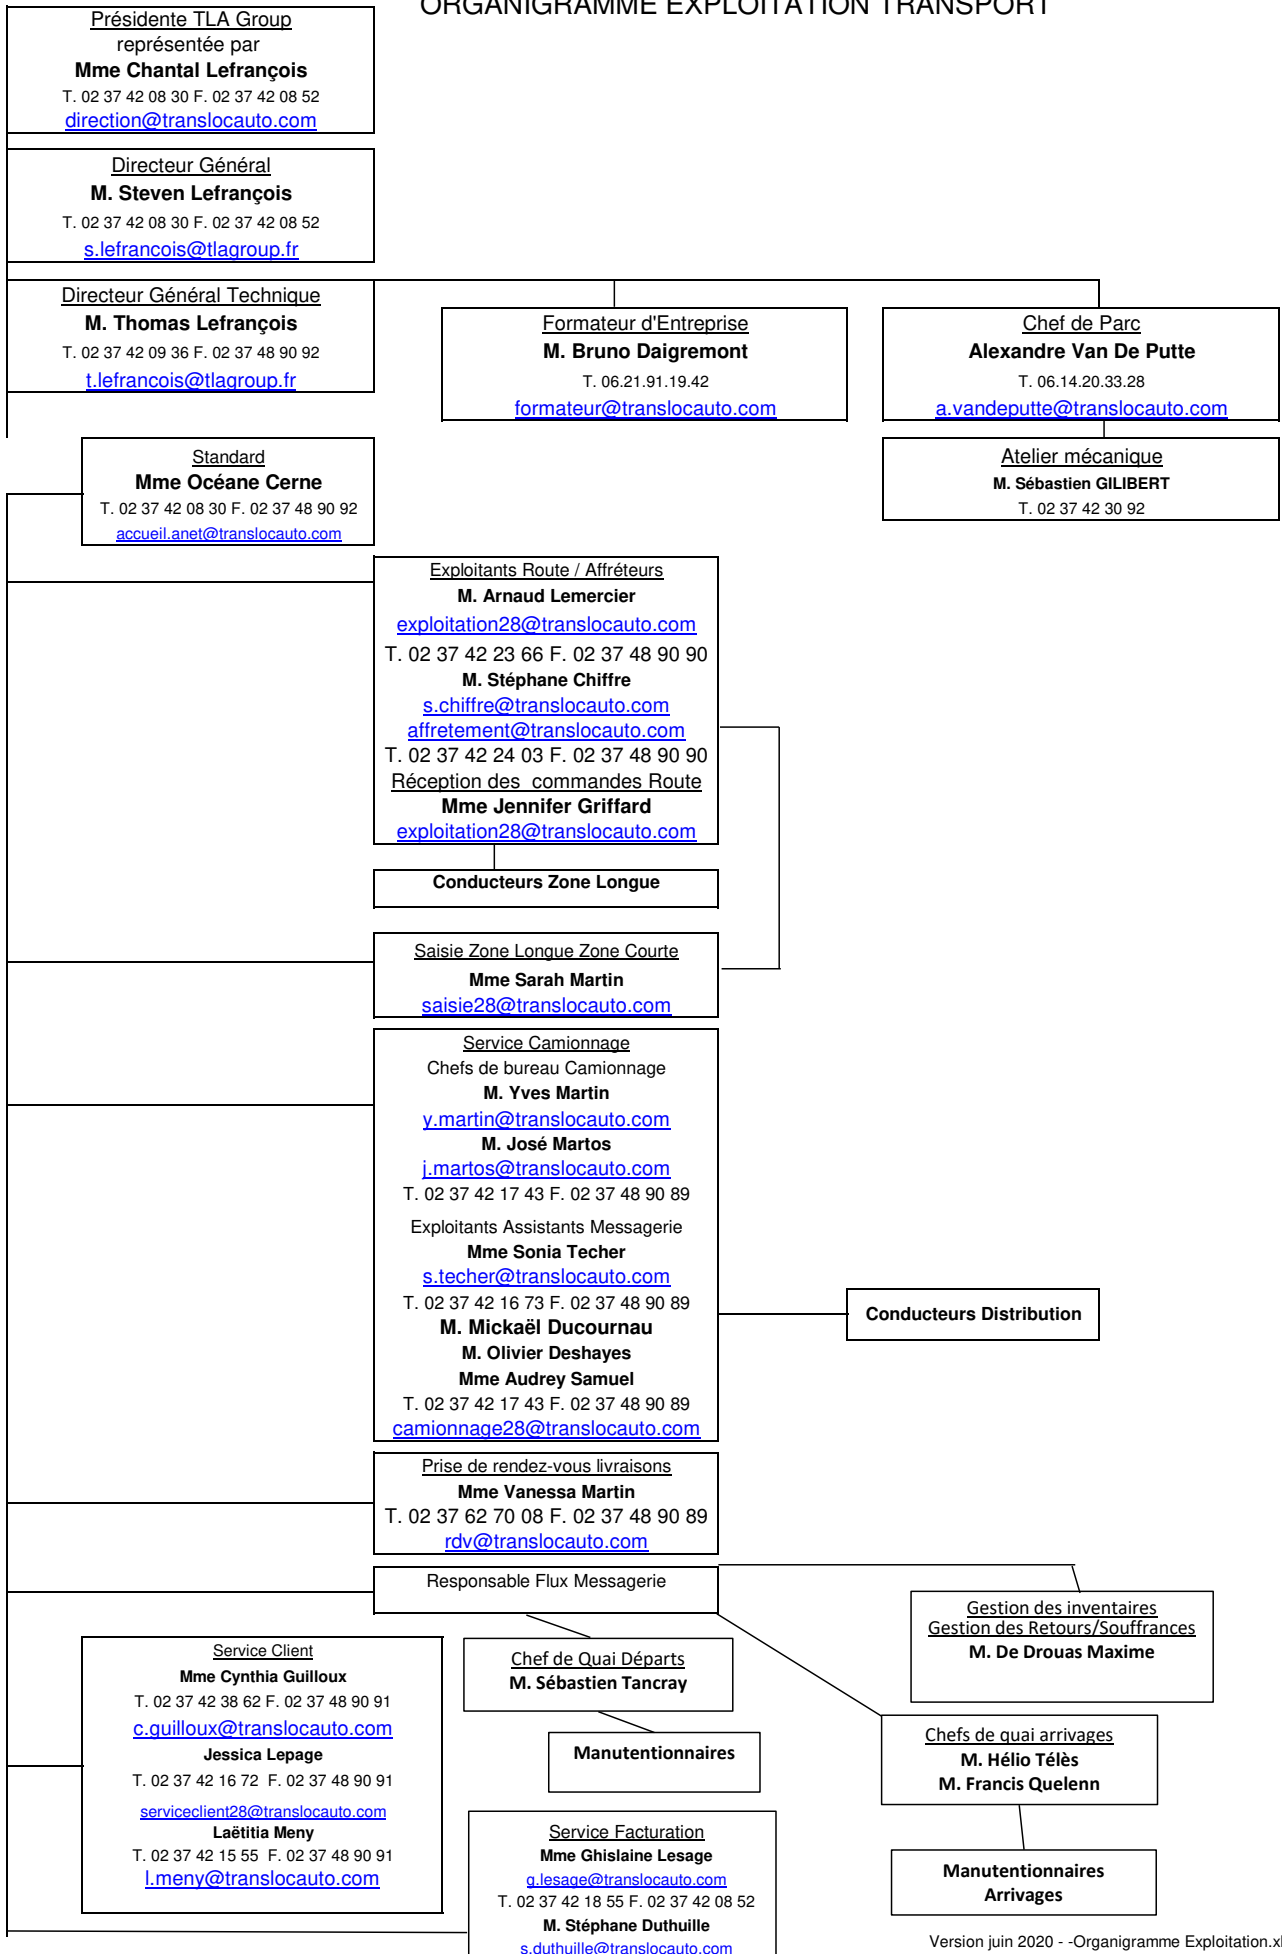 ORGANIGRAMME EXPLOITATION TRANSPORT
Présidente TLA Group
représentée par
Mme Chantal Lefrançois
T. 02 37 42 08 30 F. 02 37 42 08 52
direction@translocauto.com
Directeur Général
M. Steven Lefrançois
T. 02 37 42 08 30 F. 02 37 42 08 52
s.lefrancois@tlagroup.fr
Directeur Général Technique
M. Thomas Lefrançois
T. 02 37 42 09 36 F. 02 37 48 90 92
t.lefrancois@tlagroup.fr
Formateur d'Entreprise
M. Bruno Daigremont
T. 06.21.91.19.42
formateur@translocauto.com
Chef de Parc
Alexandre Van De Putte
T. 06.14.20.33.28
a.vandeputte@translocauto.com
Atelier mécanique
M. Sébastien GILIBERT
T. 02 37 42 30 92
Standard
Mme Océane Cerne
T. 02 37 42 08 30 F. 02 37 48 90 92
accueil.anet@translocauto.com
Exploitants Route / Affréteurs
M. Arnaud Lemercier
exploitation28@translocauto.com
T. 02 37 42 23 66 F. 02 37 48 90 90
M. Stéphane Chiffre
s.chiffre@translocauto.com
affretement@translocauto.com
T. 02 37 42 24 03 F. 02 37 48 90 90
Réception des  commandes Route
Mme Jennifer Griffard
exploitation28@translocauto.com
Conducteurs Zone Longue
Saisie Zone Longue Zone Courte
Mme Sarah Martin
saisie28@translocauto.com
Service Camionnage
Chefs de bureau Camionnage
M. Yves Martin
y.martin@translocauto.com
M. José Martos
j.martos@translocauto.com
T. 02 37 42 17 43 F. 02 37 48 90 89
Exploitants Assistants Messagerie
Mme Sonia Techer
s.techer@translocauto.com
T. 02 37 42 16 73 F. 02 37 48 90 89
M. Mickaël Ducournau
M. Olivier Deshayes
Mme Audrey Samuel
T. 02 37 42 17 43 F. 02 37 48 90 89
camionnage28@translocauto.com
Conducteurs Distribution
Prise de rendez-vous livraisons
Mme Vanessa Martin
T. 02 37 62 70 08 F. 02 37 48 90 89
rdv@translocauto.com
Responsable Flux Messagerie
Gestion des inventaires
Gestion des Retours/Souffrances
M. De Drouas Maxime
Service Client
Mme Cynthia Guilloux
T. 02 37 42 38 62 F. 02 37 48 90 91
c.guilloux@translocauto.com
Jessica Lepage
T. 02 37 42 16 72  F. 02 37 48 90 91
serviceclient28@translocauto.com
Laëtitia Meny
T. 02 37 42 15 55  F. 02 37 48 90 91
l.meny@translocauto.com
Chef de Quai Départs
M. Sébastien Tancray
Manutentionnaires
Chefs de quai arrivages
M. Hélio Télès
M. Francis Quelenn
Manutentionnaires
Arrivages
Service Facturation
Mme Ghislaine Lesage
g.lesage@translocauto.com
T. 02 37 42 18 55 F. 02 37 42 08 52
M. Stéphane Duthuille
s.duthuille@translocauto.com
Version juin 2020 - -Organigramme Exploitation.xl